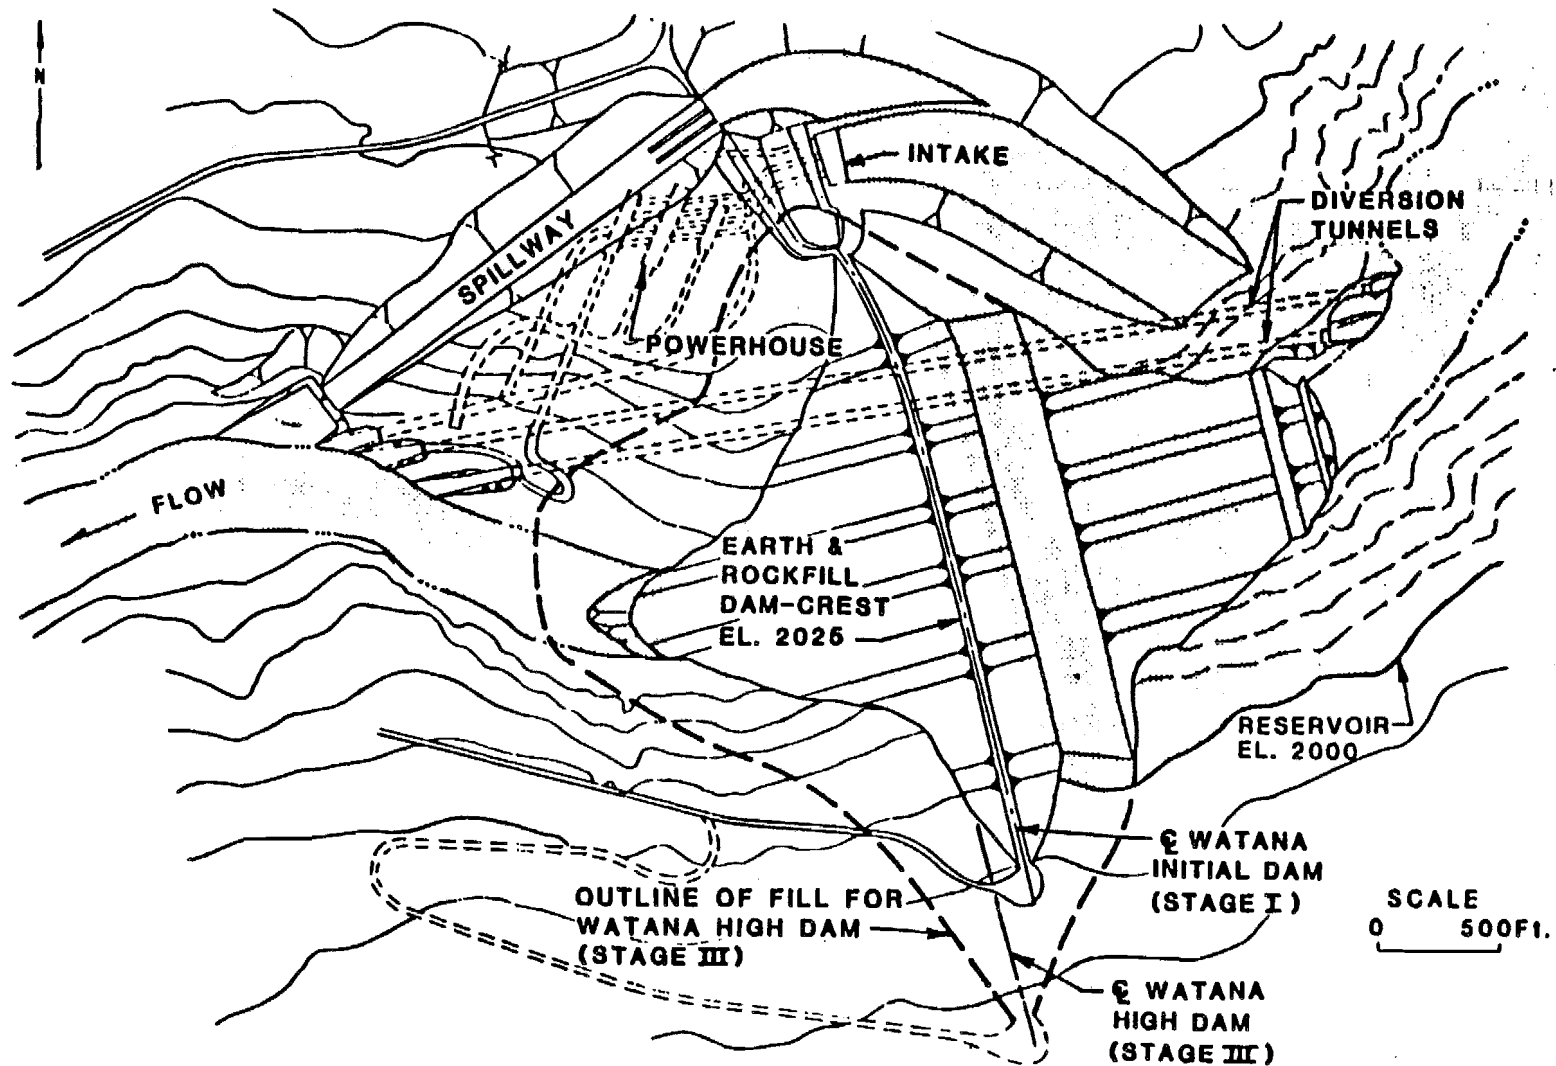 N
INTAKE
DIVERSION
TUNNELS
SPILLWAY
POWERHOUSE
FLOW
EARTH &
ROCKFILL
DAM-CREST
EL. 2025
RESERVOIR
EL. 2000
℄ WATANA
INITIAL DAM
(STAGE I)
OUTLINE OF FILL FOR
WATANA HIGH DAM
(STAGE III)
SCALE
0 500Ft.
℄ WATANA
HIGH DAM
(STAGE III)